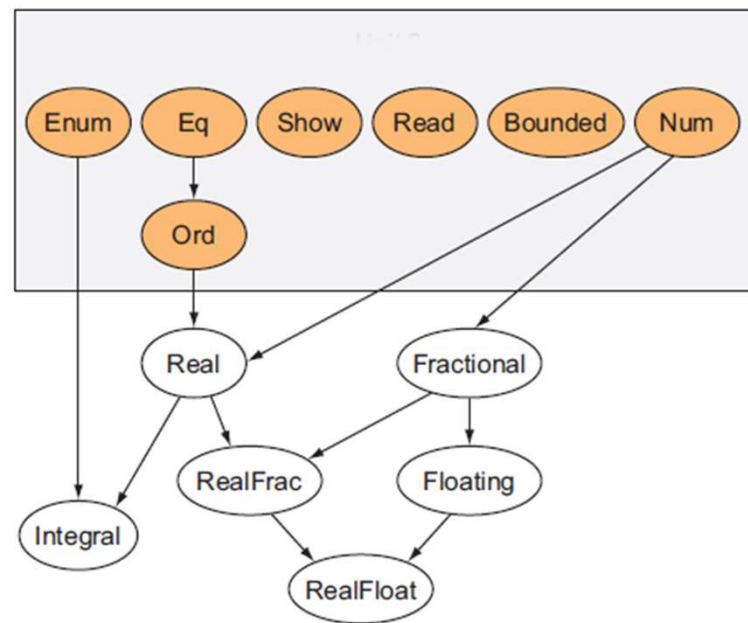 Enum Eq Show Read Bounded Num
Ord
Real Fractional
RealFrac Floating
Integral
RealFloat